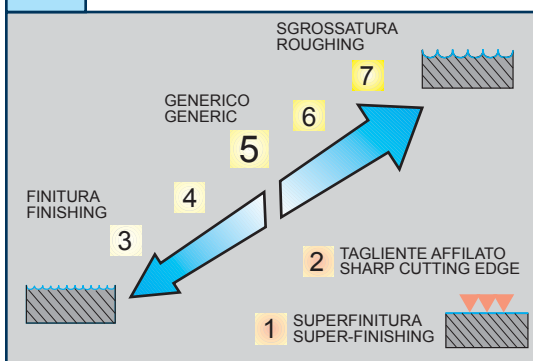 SGROSSATURA
ROUGHING
7
GENERICO
GENERIC
6
5
4
FINITURA
FINISHING
3
2 TAGLIENTE AFFILATO
SHARP CUTTING EDGE
1 SUPERFINITURA
SUPER-FINISHING